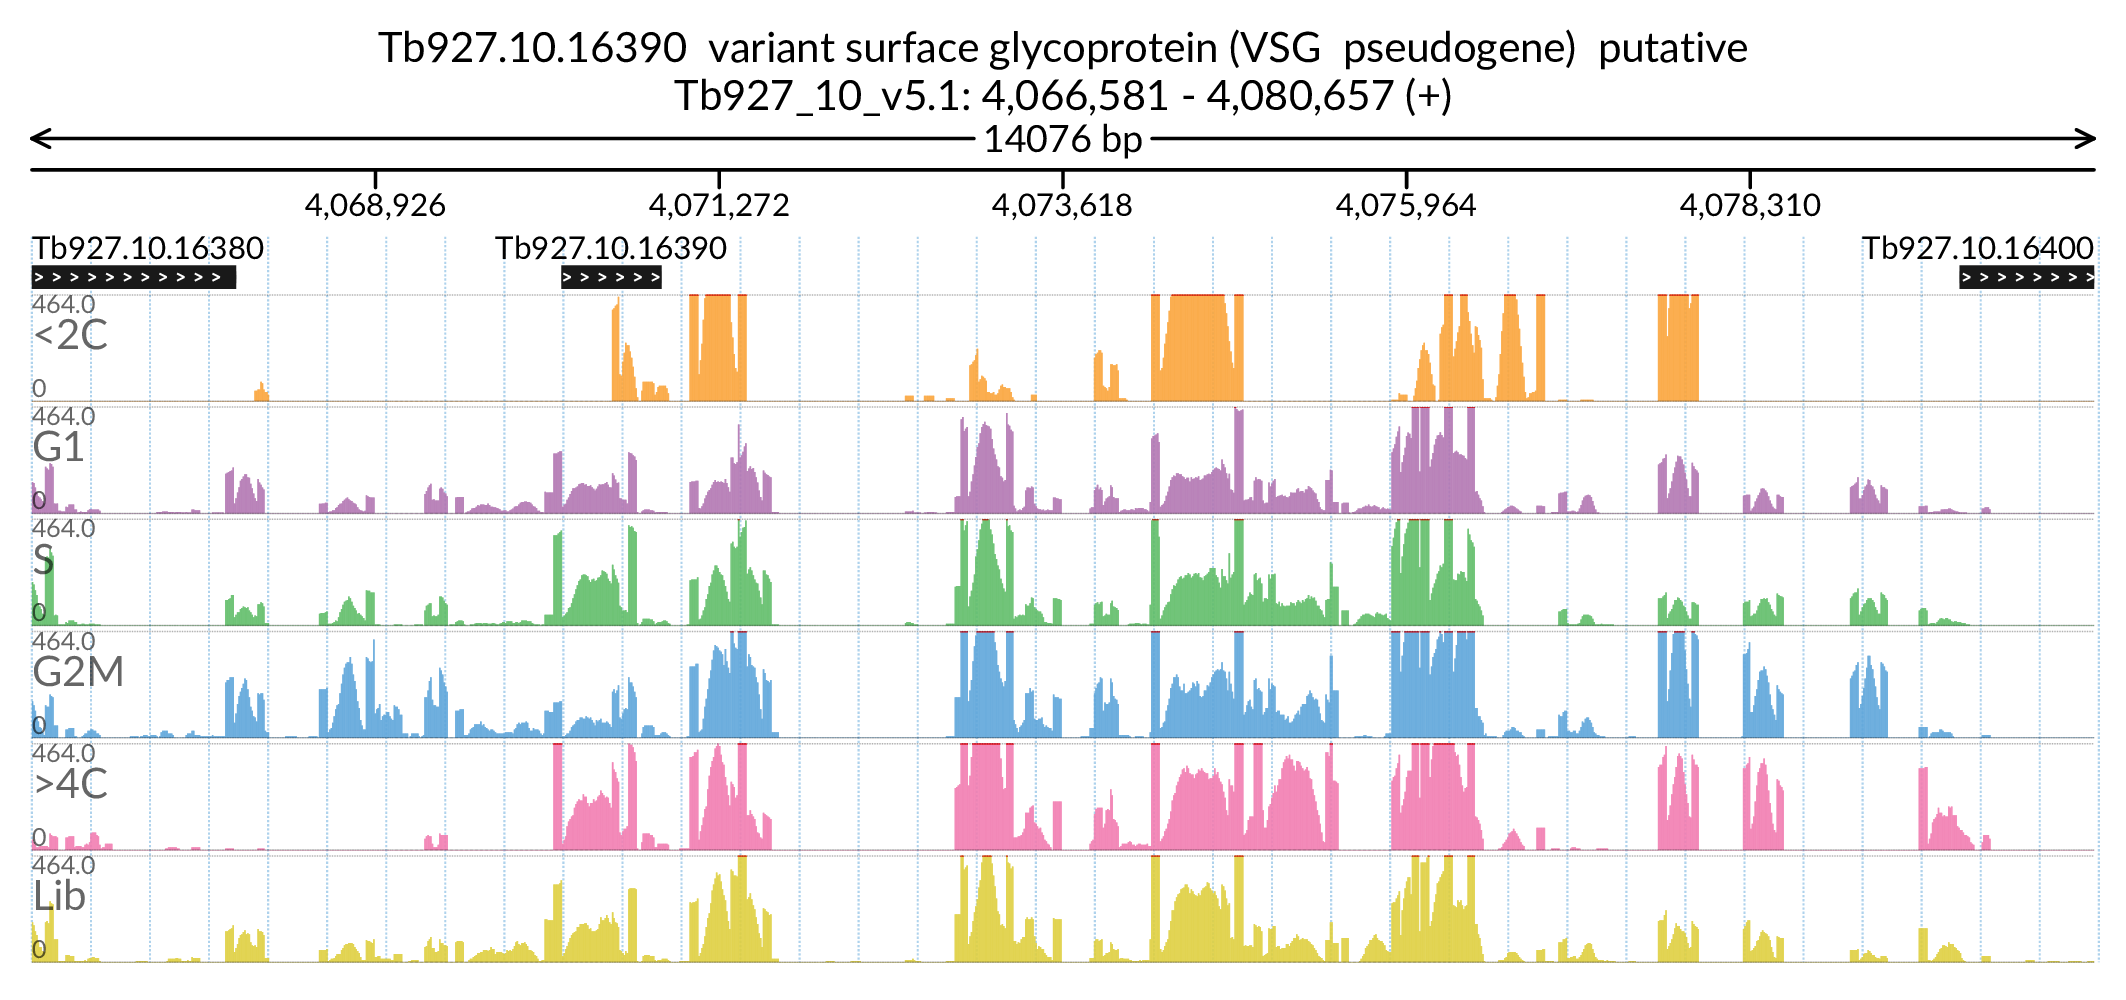 Tb927.10.16390  variant surface glycoprotein (VSG  pseudogene)  putative
Tb927_10_v5.1: 4,066,581 - 4,080,657 (+)
14076 bp
4,068,926 4,071,272 4,073,618 4,075,964 4,078,310
Tb927.10.16380 Tb927.10.16390 Tb927.10.16400
464.0
<2C
0
464.0
G1
0
464.0
S
0
464.0
G2M
0
464.0
>4C
0
464.0
Lib
0